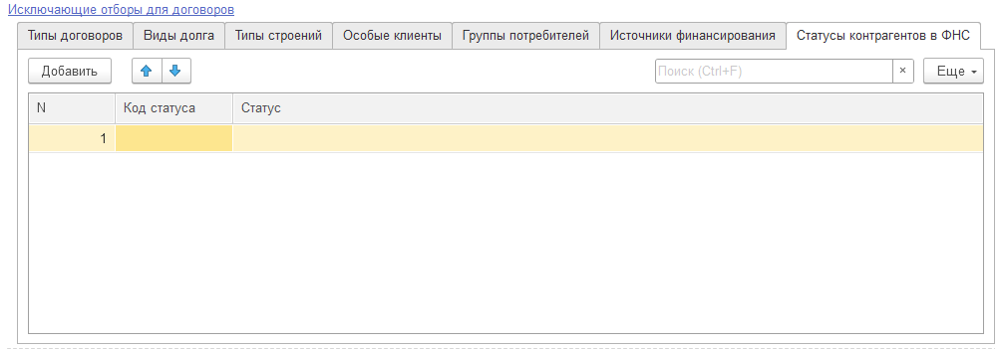 Исключающие отборы для договоров
Типы договоров Виды долга Типы строений Особые клиенты Группы потребителей Источники финансирования Статусы контрагентов в ФНС
Добавить Поиск (Ctrl+F) × Еще
N Код статуса Статус
1